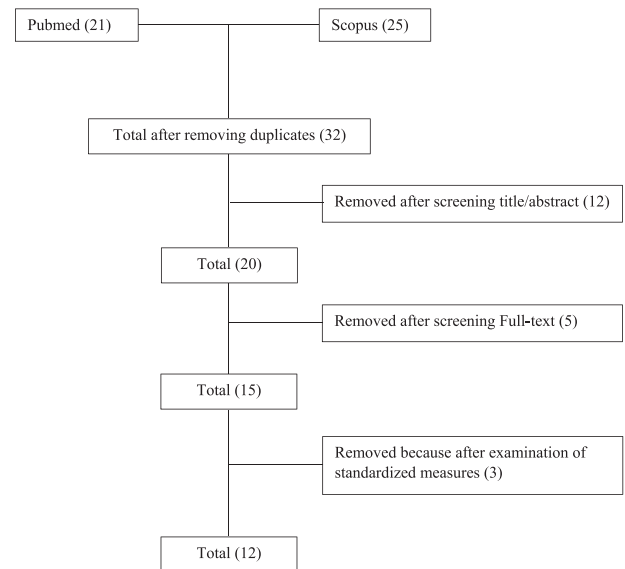 Pubmed (21)
Scopus (25)
Total after removing duplicates (32)
Removed after screening title/abstract (12)
Total (20)
Removed after screening Full-text (5)
Total (15)
Removed because after examination of
standardized measures (3)
Total (12)